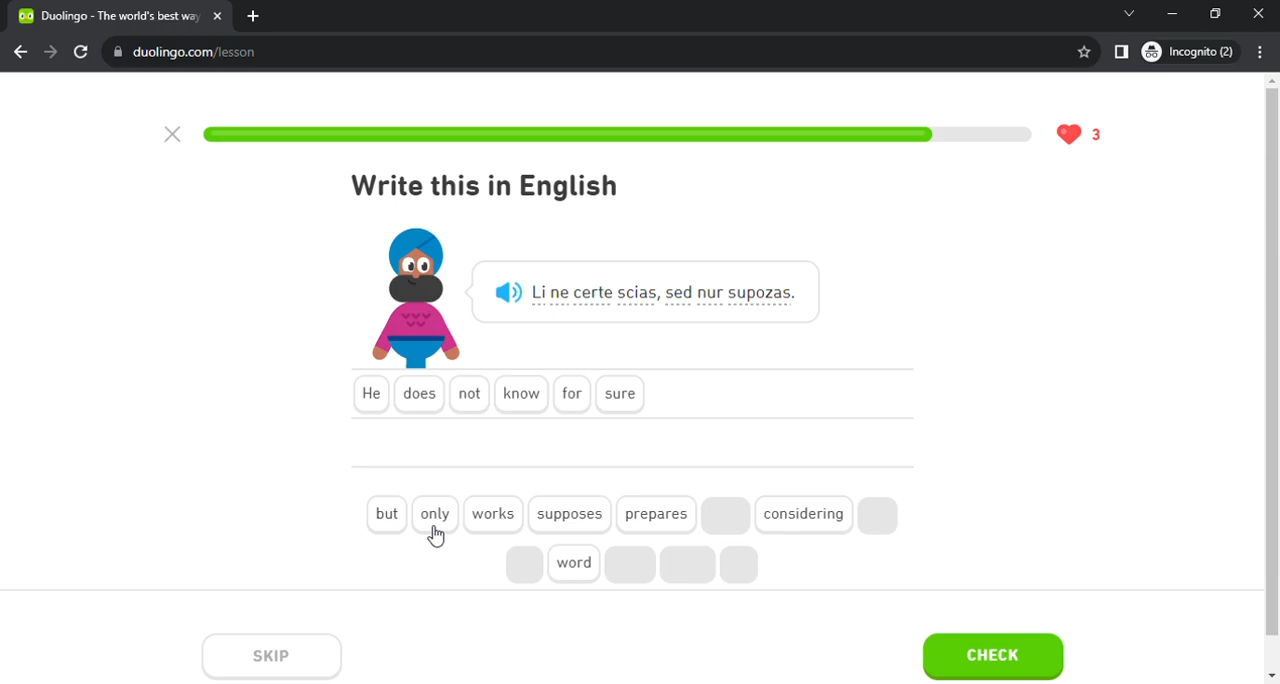 Duolingo - The world's best way
duolingo.com/lesson
Incognito (2)
3
Write this in English
Li ne certe scias, sed nur supozas.
He does not know for sure
but only works supposes prepares considering
word
SKIP
CHECK